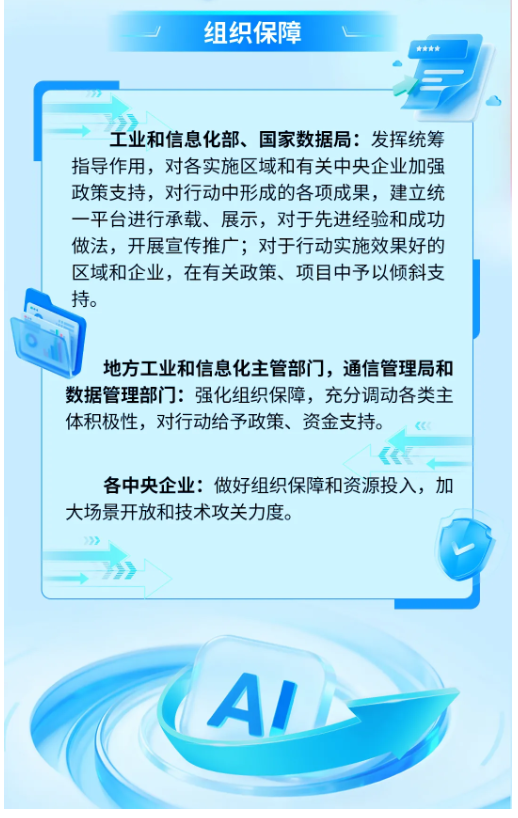 组织保障
****
工业和信息化部、国家数据局：发挥统筹
指导作用，对各实施区域和有关中央企业加强
政策支持，对行动中形成的各项成果，建立统
一平台进行承载、展示，对于先进经验和成功
做法，开展宣传推广；对于行动实施效果好的
区域和企业，在有关政策、项目中予以倾斜支
持。
地方工业和信息化主管部门，通信管理局和
数据管理部门：强化组织保障，充分调动各类主
体积极性，对行动给予政策、资金支持。
各中央企业：做好组织保障和资源投入，加
大场景开放和技术攻关力度。
AI